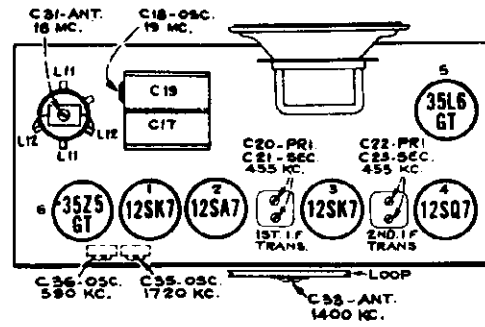 C31-ANT.
18 MC.
C18-OSC.
19 MC.
L11
C19
C17
L12
L12
L11
5
35L6
GT
C20-PRI.
C21-SEC.
455 KC.
C22-PRI
C23-SEC.
455 KC.
6
35Z5
GT
1
12SK7
2
12SA7
1ST. I.F
TRANS.
3
12SK7
2ND. I.F
TRANS
4
12SQ7
C36-OSC.
580 KC.
C35-OSC.
1720 KC.
LOOP
C33-ANT.
1400 KC.